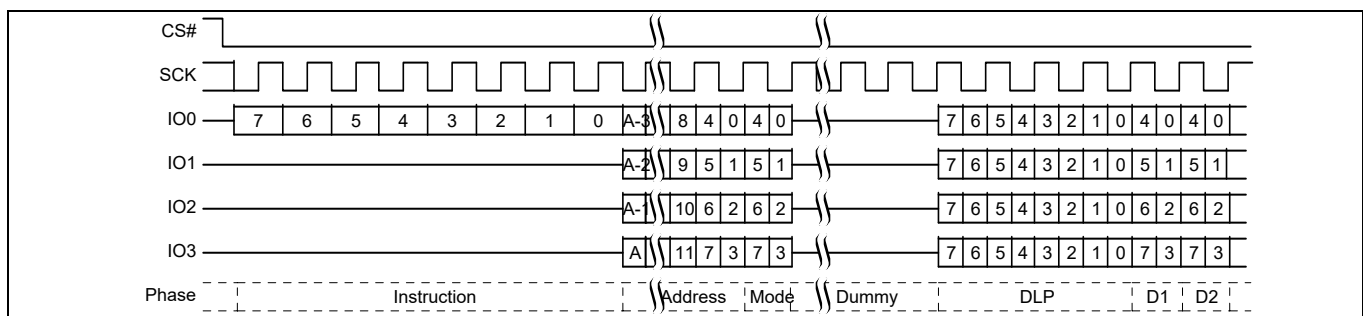 CS#
SCK
IO0 7 6 5 4 3 2 1 0 A-3 8 4 0 4 0 7 6 5 4 3 2 1 0 4 0 4 0
IO1 A-2 9 5 1 5 1 7 6 5 4 3 2 1 0 5 1 5 1
IO2 A-1 10 6 2 6 2 7 6 5 4 3 2 1 0 6 2 6 2
IO3 A 11 7 3 7 3 7 6 5 4 3 2 1 0 7 3 7 3
Phase Instruction Address Mode Dummy DLP D1 D2